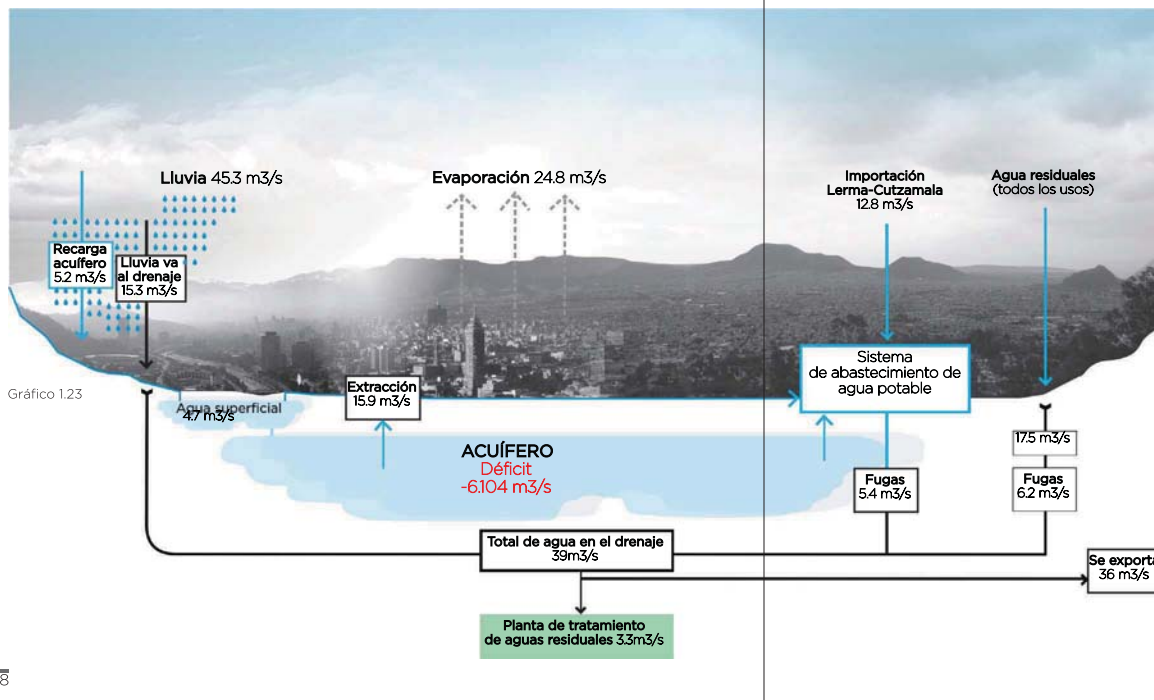 Lluvia 45.3 m3/s
Evaporación 24.8 m3/s
Importación
Lerma-Cutzamala
12.8 m3/s
Agua residuales
(todos los usos)
Recarga
acuífero
5.2 m3/s
Lluvia va
al drenaje
15.3 m3/s
Sistema
de abastecimiento de
agua potable
Gráfico 1.23
Extracción
15.9 m3/s
Agua superficial
4.7 m3/s
17.5 m3/s
ACUÍFERO
Déficit
-6.104 m3/s
Fugas
5.4 m3/s
Fugas
6.2 m3/s
Total de agua en el drenaje
39m3/s
Se exporta
36 m3/s
Planta de tratamiento
de aguas residuales 3.3m3/s
8